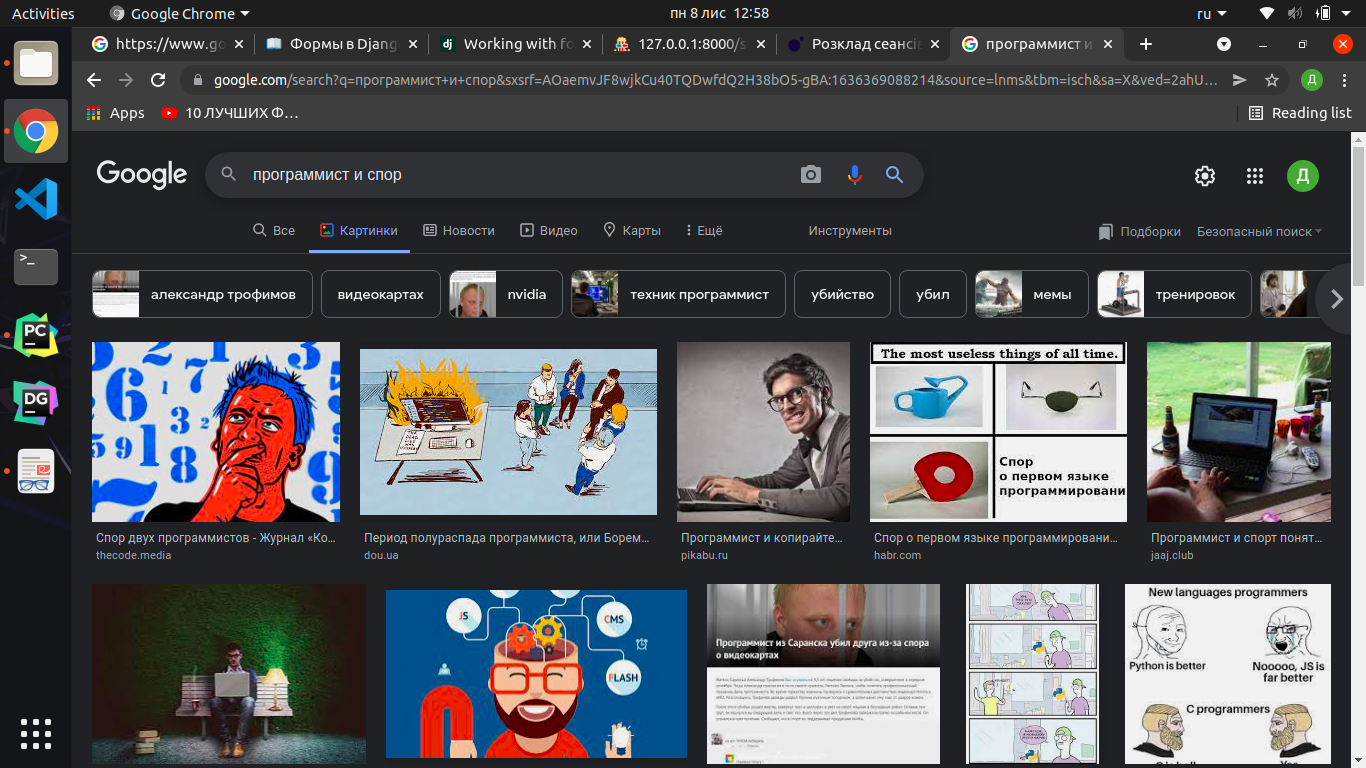 Activities
Google Chrome
пн 8 лис 12:58
ru
https://www.go
Формы в Djang
Working with fo
127.0.0.1:8000/s
Розклад сеансів
программист и
google.com/search?q=программист+и+спор&sxsrf=AOaemvJF8wjkCu40TQDwfdQ2H38bO5-gBA:1636369088214&source=lnms&tbm=isch&sa=X&ved=2ahU...
Д
Apps
10 ЛУЧШИХ Ф...
Reading list
Google
программист и спор
Д
Все
Картинки
Новости
Видео
Карты
Ещё
Инструменты
Подборки
Безопасный поиск
александр трофимов
видеокартах
nvidia
техник программист
убийство
убил
мемы
тренировок
The most useless things of all time.
Спор
о первом языке
программировани
Спор двух программистов - Журнал «Ко...
thecode.media
Период полураспада программиста, или Борем...
dou.ua
Программист и копирайте...
pikabu.ru
Спор о первом языке программировани...
habr.com
Программист и спорт понят...
jaaj.club
JS
CMS
FLASH
Программист из Саранска убил друга из-за спора
о видеокартах
New languages programmers
Python is better
Nooooo, JS is
far better
C programmers
PC
DG